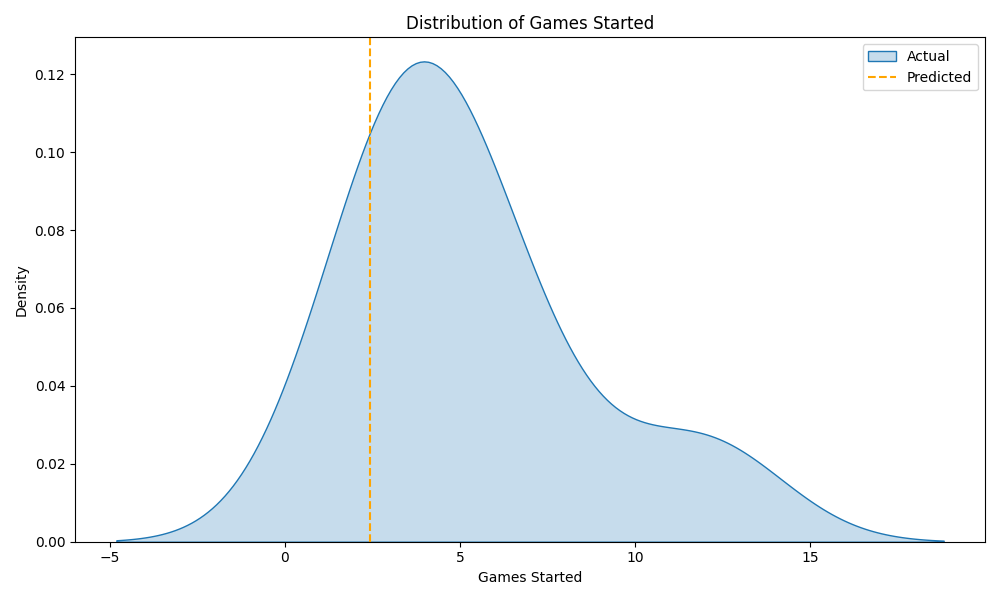 Distribution of Games Started
Actual
Predicted
0.12
0.10
0.08
0.06
0.04
0.02
0.00
Density
−5
0
5
10
15
Games Started